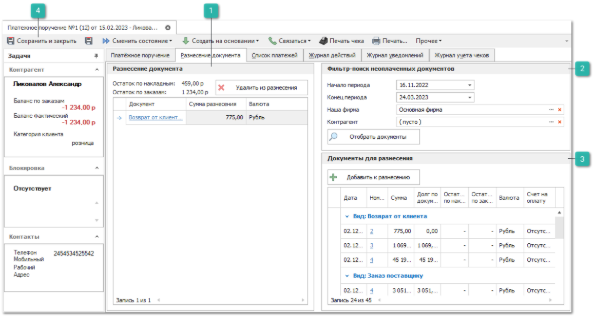 4
1
Платежное поручение №1 (12) от 15.02.2023 - Пикова...
Сохранить и закрыть
Сменить состояние
Создать на основании
Связаться
Печать чека
Печать...
Прочее
Задачи
Платёжное поручение
Разнесение документа
Список платежей
Журнал действий
Журнал уведомлений
Журнал учета чеков
Контрагент
Пиковалов Александр
Баланс по заказам
-1 234,00 р
Баланс Фактический
-1 234,00 р
Категория клиента
розница
Блокировка
Отсутствует
Контакты
Телефон 2454534525542
Мобильный
Рабочий
Адрес
Разнесение документа
Остаток по накладным: 459,00 р
Остаток по заказам: 1 234,00 р
Удалить из разнесения
Документ Сумма разнесения Валюта
Возврат от клиент... 775,00 Рубль
Запись 1 из 1
Фильтр-поиск неоплаченных документов
2
Начало периода 16.11.2022
Конец периода 24.03.2023
Наша фирма Основная фирма
Контрагент ( пусто )
Отобрать документы
Документы для разнесения
3
Добавить к разнесению
Дата Ном... Сумма Долг по докум... Остат... по нак... Остат... по зак... Валюта Счет на оплату
Вид: Возврат от клиента
02.12... 2 775,00 0,00 - - Рубль Отсутс...
02.12... 3 1 069... 1 069,... - - Рубль Отсутс...
02.12... 4 45 19... 45 19... - - Рубль Отсутс...
Вид: Заказ поставщику
02.12... 4 3 051,... 3 051,... - - Рубль Отсутс...
Запись 24 из 45